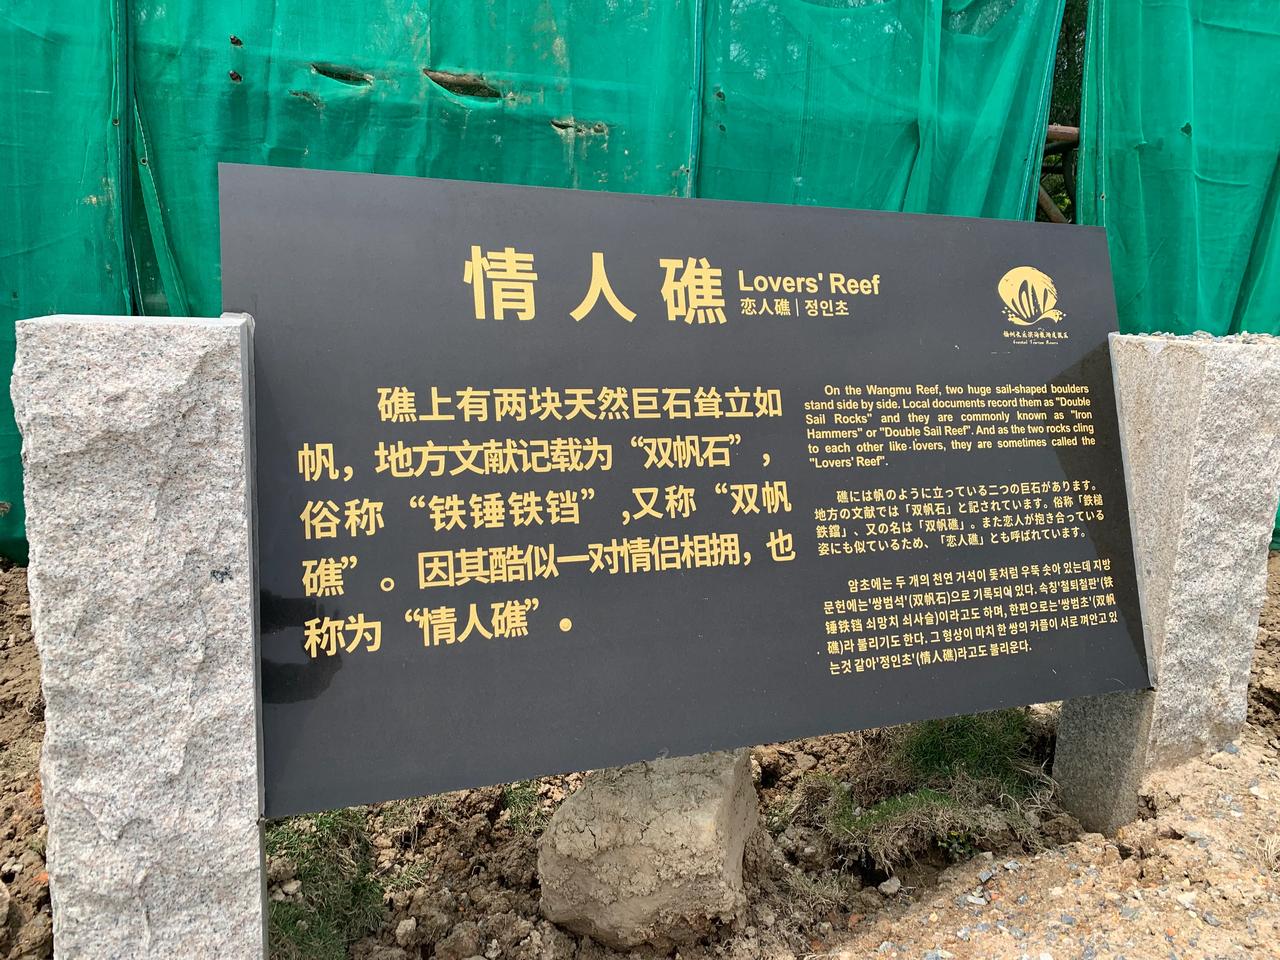 情人礁
Lovers' Reef
恋人礁 | 정인초
礁上有两块天然巨石耸立如
帆，地方文献记载为“双帆石”，
俗称“铁锤铁铛”,又称“双帆
礁”。因其酷似一对情侣相拥，也
称为“情人礁”。
On the Wangmu Reef, two huge sail-shaped boulders
stand side by side. Local documents record them as "Double
Sail Rocks" and they are commonly known as "Iron
Hammers" or "Double Sail Reef". And as the two rocks cling
to each other like lovers, they are sometimes called the
"Lovers' Reef".
礁には帆のように立っている二つの巨石があります。
地方の文献では「双帆石」と記されています。俗称「鉄槌
鉄鐺」、又の名は「双帆礁」。また恋人が抱き合っている
姿にも似ているため、「恋人礁」とも呼ばれています。
암초에는 두 개의 천연 거석이 돛처럼 우뚝 솟아 있는데 지방
문헌에는'쌍범석'(双帆石)으로 기록되어 있다. 속칭'철퇴철판'(铁
锤铁铛 쇠망치 쇠사슬)이라고도 하며, 한편으로는'쌍범초'(双帆
礁)라 불리기도 한다. 그 형상이 마치 한 쌍의 커플이 서로 껴안고 있
는것 같아'정인초'(情人礁)라고도 불리운다.